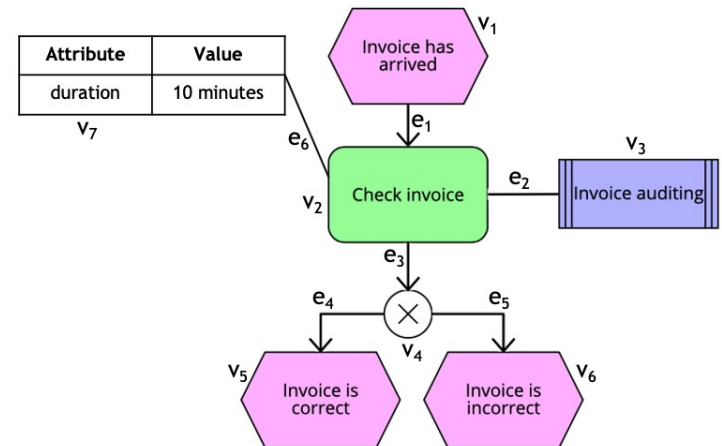 v1
Invoice has
arrived
Attribute Value
duration 10 minutes
v7
e1
e6
v3
v2
Check invoice
e2
Invoice auditing
e3
e4
e5
v4
v5
Invoice is
correct
Invoice is
incorrect
v6